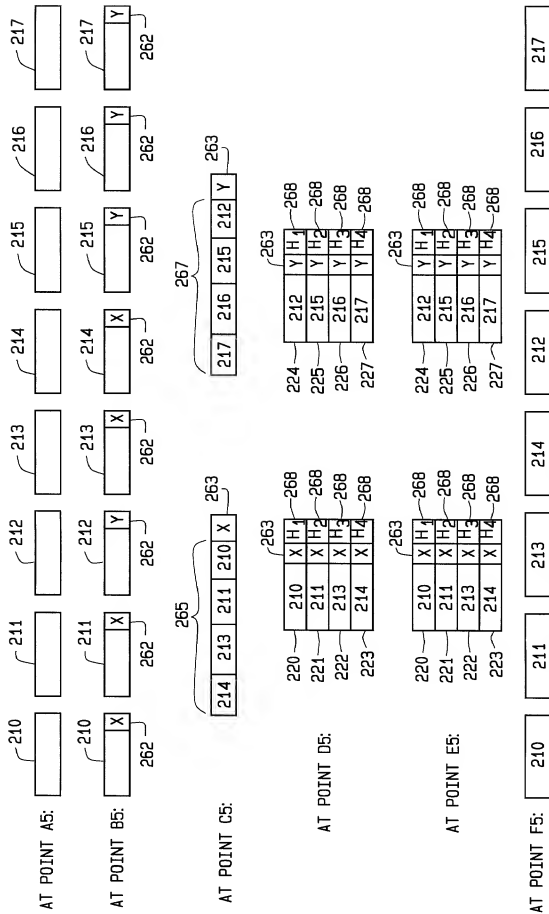 AT POINT A5:
210 211 212 213 214 215 216 217
AT POINT B5:
210 211 212 213 214 215 216 217
X X Y X X Y Y Y
262 262 262 262 262 262 262 262
AT POINT C5:
265 267
214 213 211 210 X 263
217 216 215 212 Y 263
AT POINT D5:
263 263
220 210 X H1 268 224 212 Y H1 268
221 211 X H2 268 225 215 Y H2 268
222 213 X H3 268 226 216 Y H3 268
223 214 X H4 268 227 217 Y H4 268
AT POINT E5:
263 263
220 210 X H1 268 224 212 Y H1 268
221 211 X H2 268 225 215 Y H2 268
222 213 X H3 268 226 216 Y H3 268
223 214 X H4 268 227 217 Y H4 268
AT POINT F5:
210 211 213 214 212 215 216 217